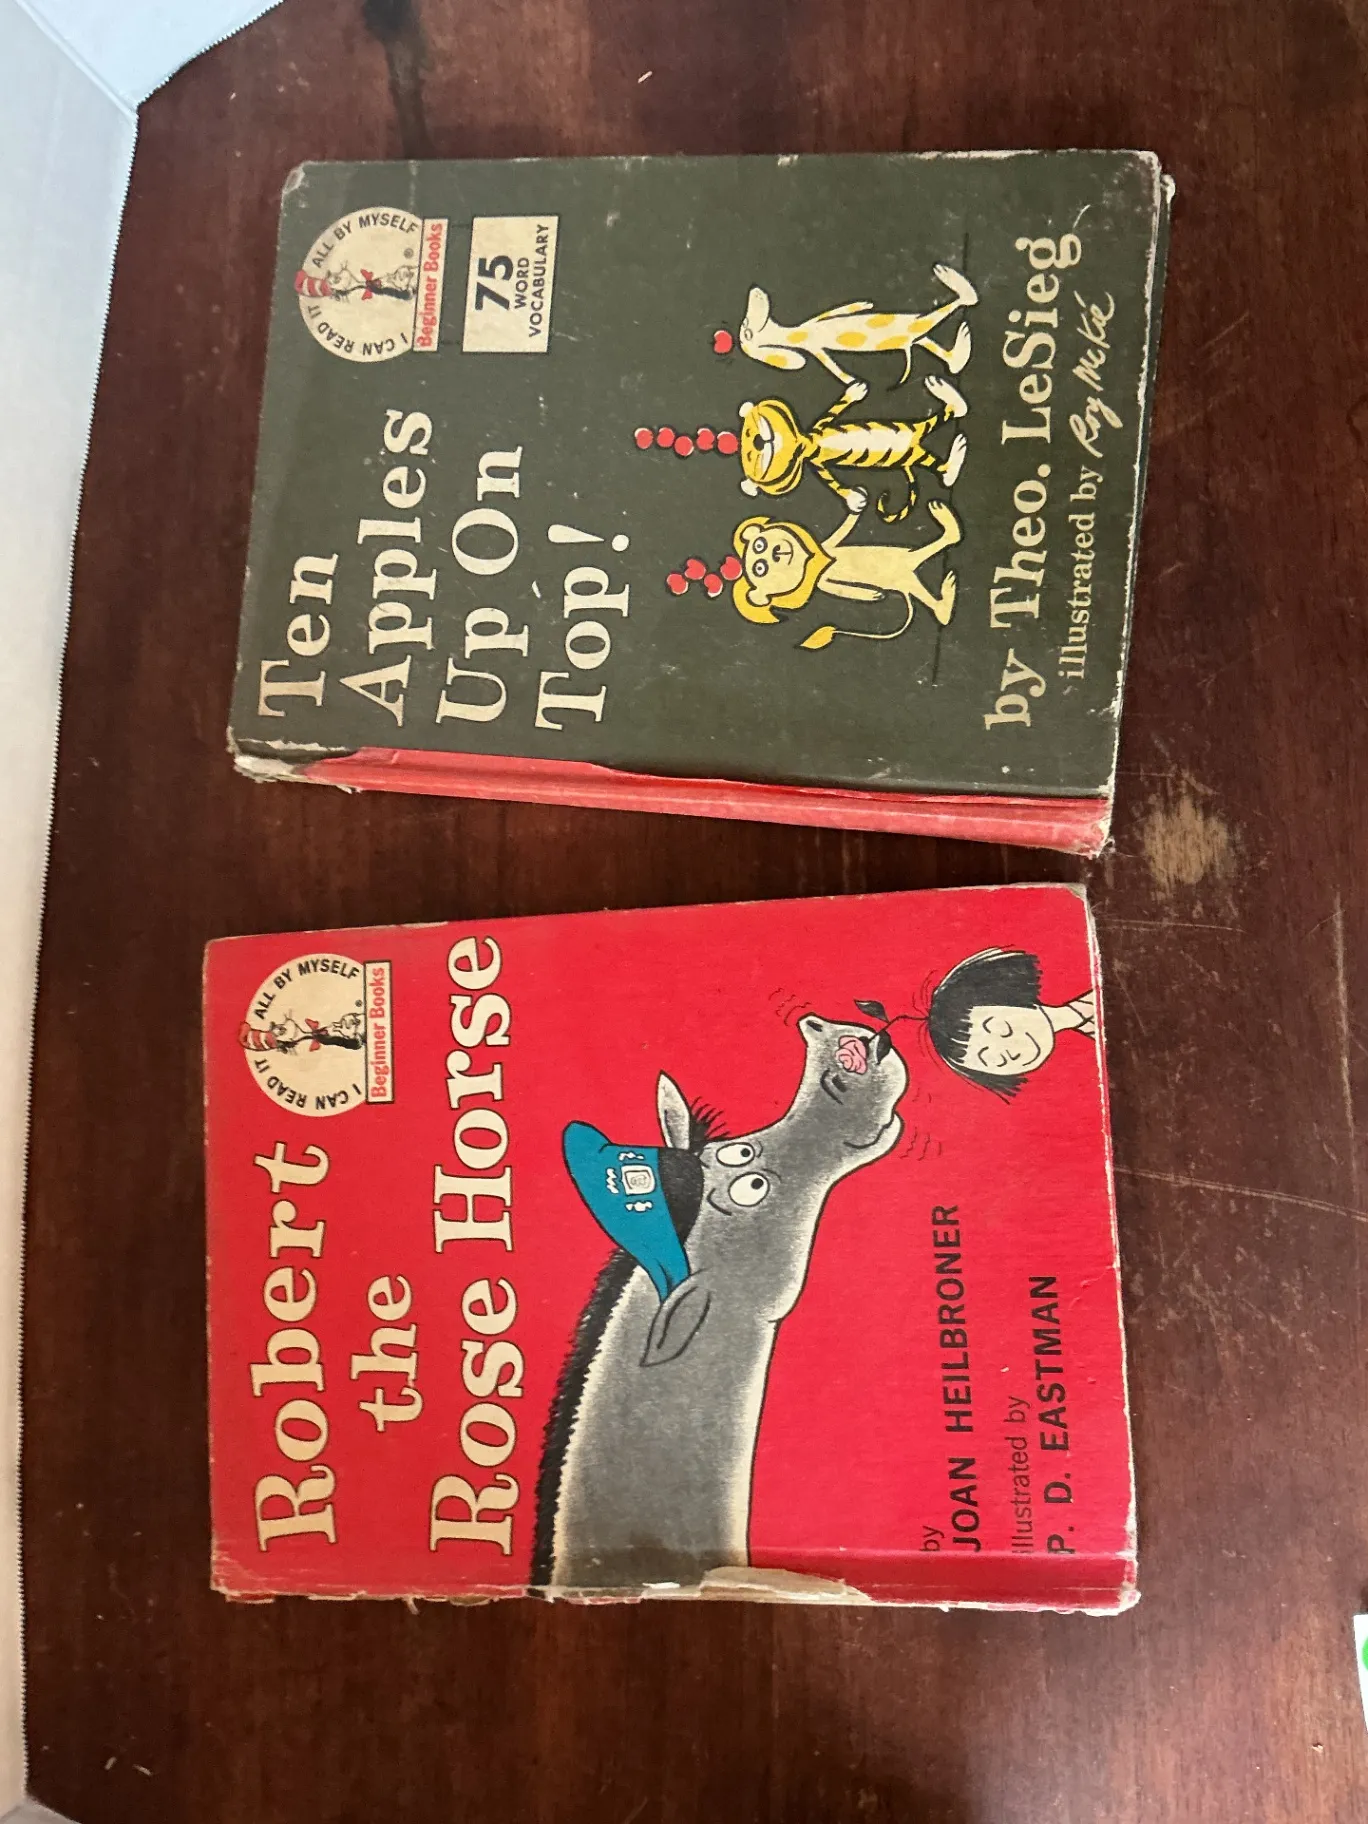 Robert
the
Rose Horse
I CAN READ IT ALL BY MYSELF
Beginner Books
®
by
JOAN HEILBRONER
illustrated by
P. D. EASTMAN
Ten
Apples
Up On
Top!
I CAN READ IT ALL BY MYSELF
®
Beginner Books
75
WORD
VOCABULARY
by Theo. LeSieg
illustrated by Roy McKié